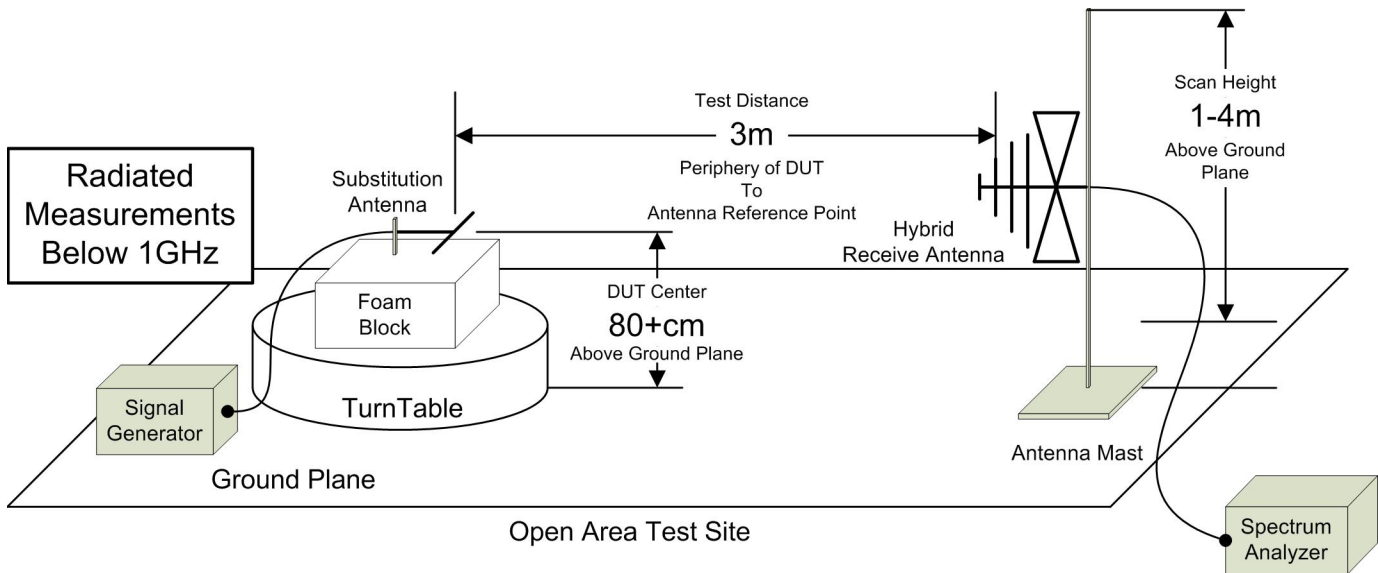 Radiated
Measurements
Below 1GHz
Substitution
Antenna
Test Distance
3m
Periphery of DUT
To
Antenna Reference Point
Scan Height
1-4m
Above Ground
Plane
Hybrid
Receive Antenna
DUT Center
80+cm
Above Ground Plane
Foam
Block
TurnTable
Signal
Generator
Ground Plane
Antenna Mast
Open Area Test Site
Spectrum
Analyzer